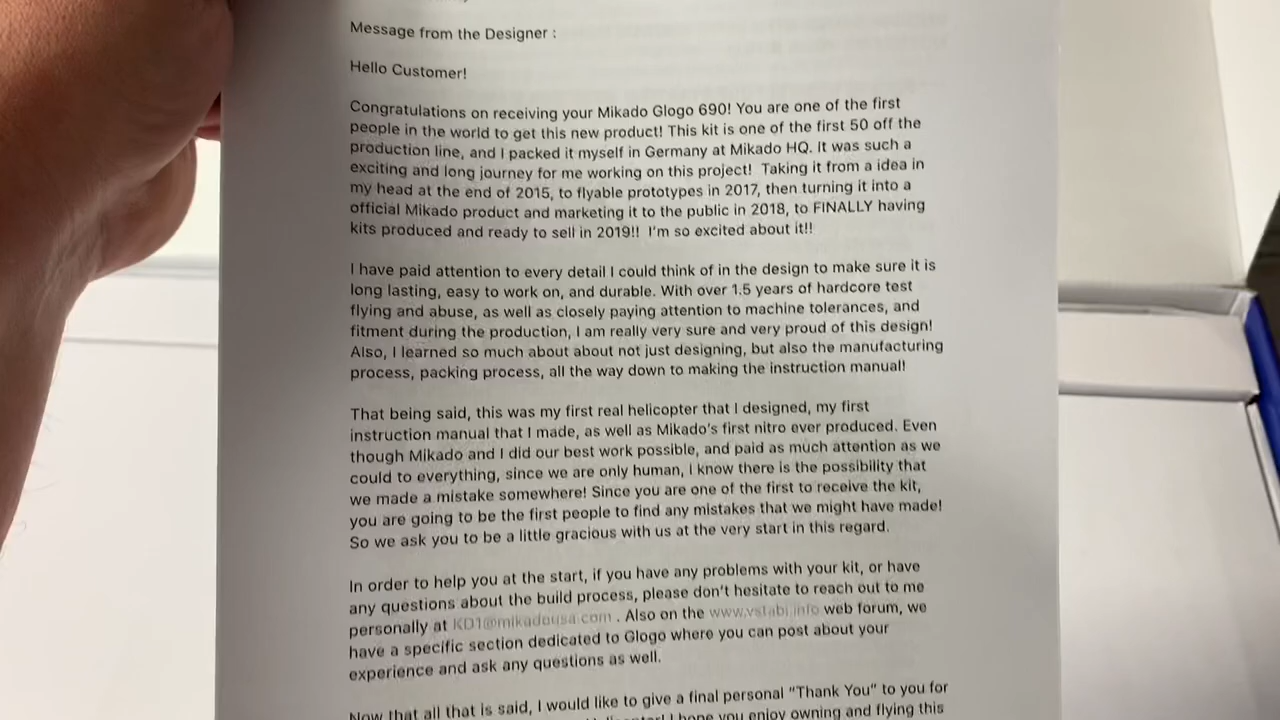 Message from the Designer :
Hello Customer!
Congratulations on receiving your Mikado Glogo 690! You are one of the first
people in the world to get this new product! This kit is one of the first 50 off the
production line, and I packed it myself in Germany at Mikado HQ. It was such a
exciting and long journey for me working on this project!  Taking it from a idea in
my head at the end of 2015, to flyable prototypes in 2017, then turning it into a
official Mikado product and marketing it to the public in 2018, to FINALLY having
kits produced and ready to sell in 2019!!  I'm so excited about it!!
I have paid attention to every detail I could think of in the design to make sure it is
long lasting, easy to work on, and durable. With over 1.5 years of hardcore test
flying and abuse, as well as closely paying attention to machine tolerances, and
fitment during the production, I am really very sure and very proud of this design!
Also, I learned so much about about not just designing, but also the manufacturing
process, packing process, all the way down to making the instruction manual!
That being said, this was my first real helicopter that I designed, my first
instruction manual that I made, as well as Mikado's first nitro ever produced. Even
though Mikado and I did our best work possible, and paid as much attention as we
could to everything, since we are only human, I know there is the possibility that
we made a mistake somewhere! Since you are one of the first to receive the kit,
you are going to be the first people to find any mistakes that we might have made!
So we ask you to be a little gracious with us at the very start in this regard.
In order to help you at the start, if you have any problems with your kit, or have
any questions about the build process, please don't hesitate to reach out to me
personally at KD1@mikadousa.com . Also on the www.vstabi.info web forum, we
have a specific section dedicated to Glogo where you can post about your
experience and ask any questions as well.
Now that all that is said, I would like to give a final personal "Thank You" to you for
I hope you enjoy owning and flying this